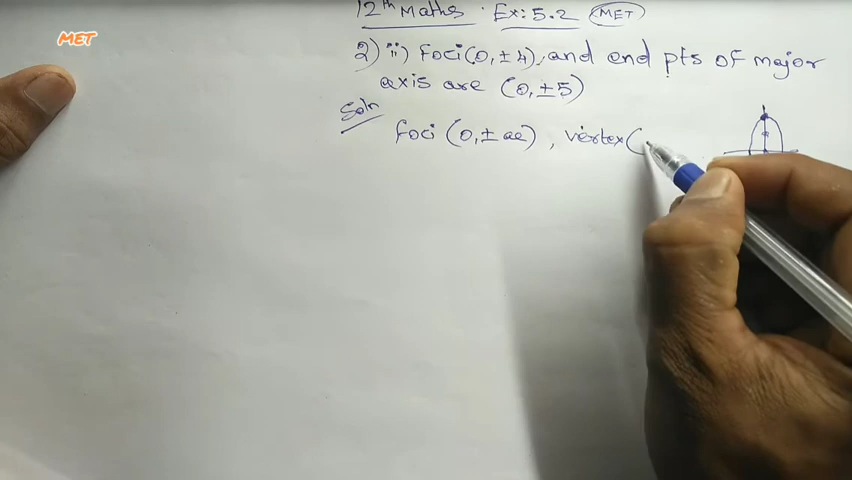 MET
12th Maths. Ex: 5.2 MET
2) ii) foci (0, ±4), and end pts of major
axis are (0, ±5)
Soln
foci (0, ± ae), vertex (